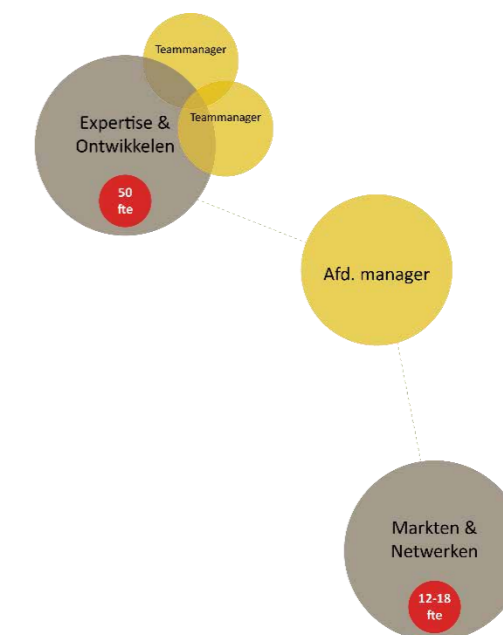 Teammanager
Teammanager
Expertise &
Ontwikkelen
50
fte
Afd. manager
Markten &
Netwerken
12-18
fte